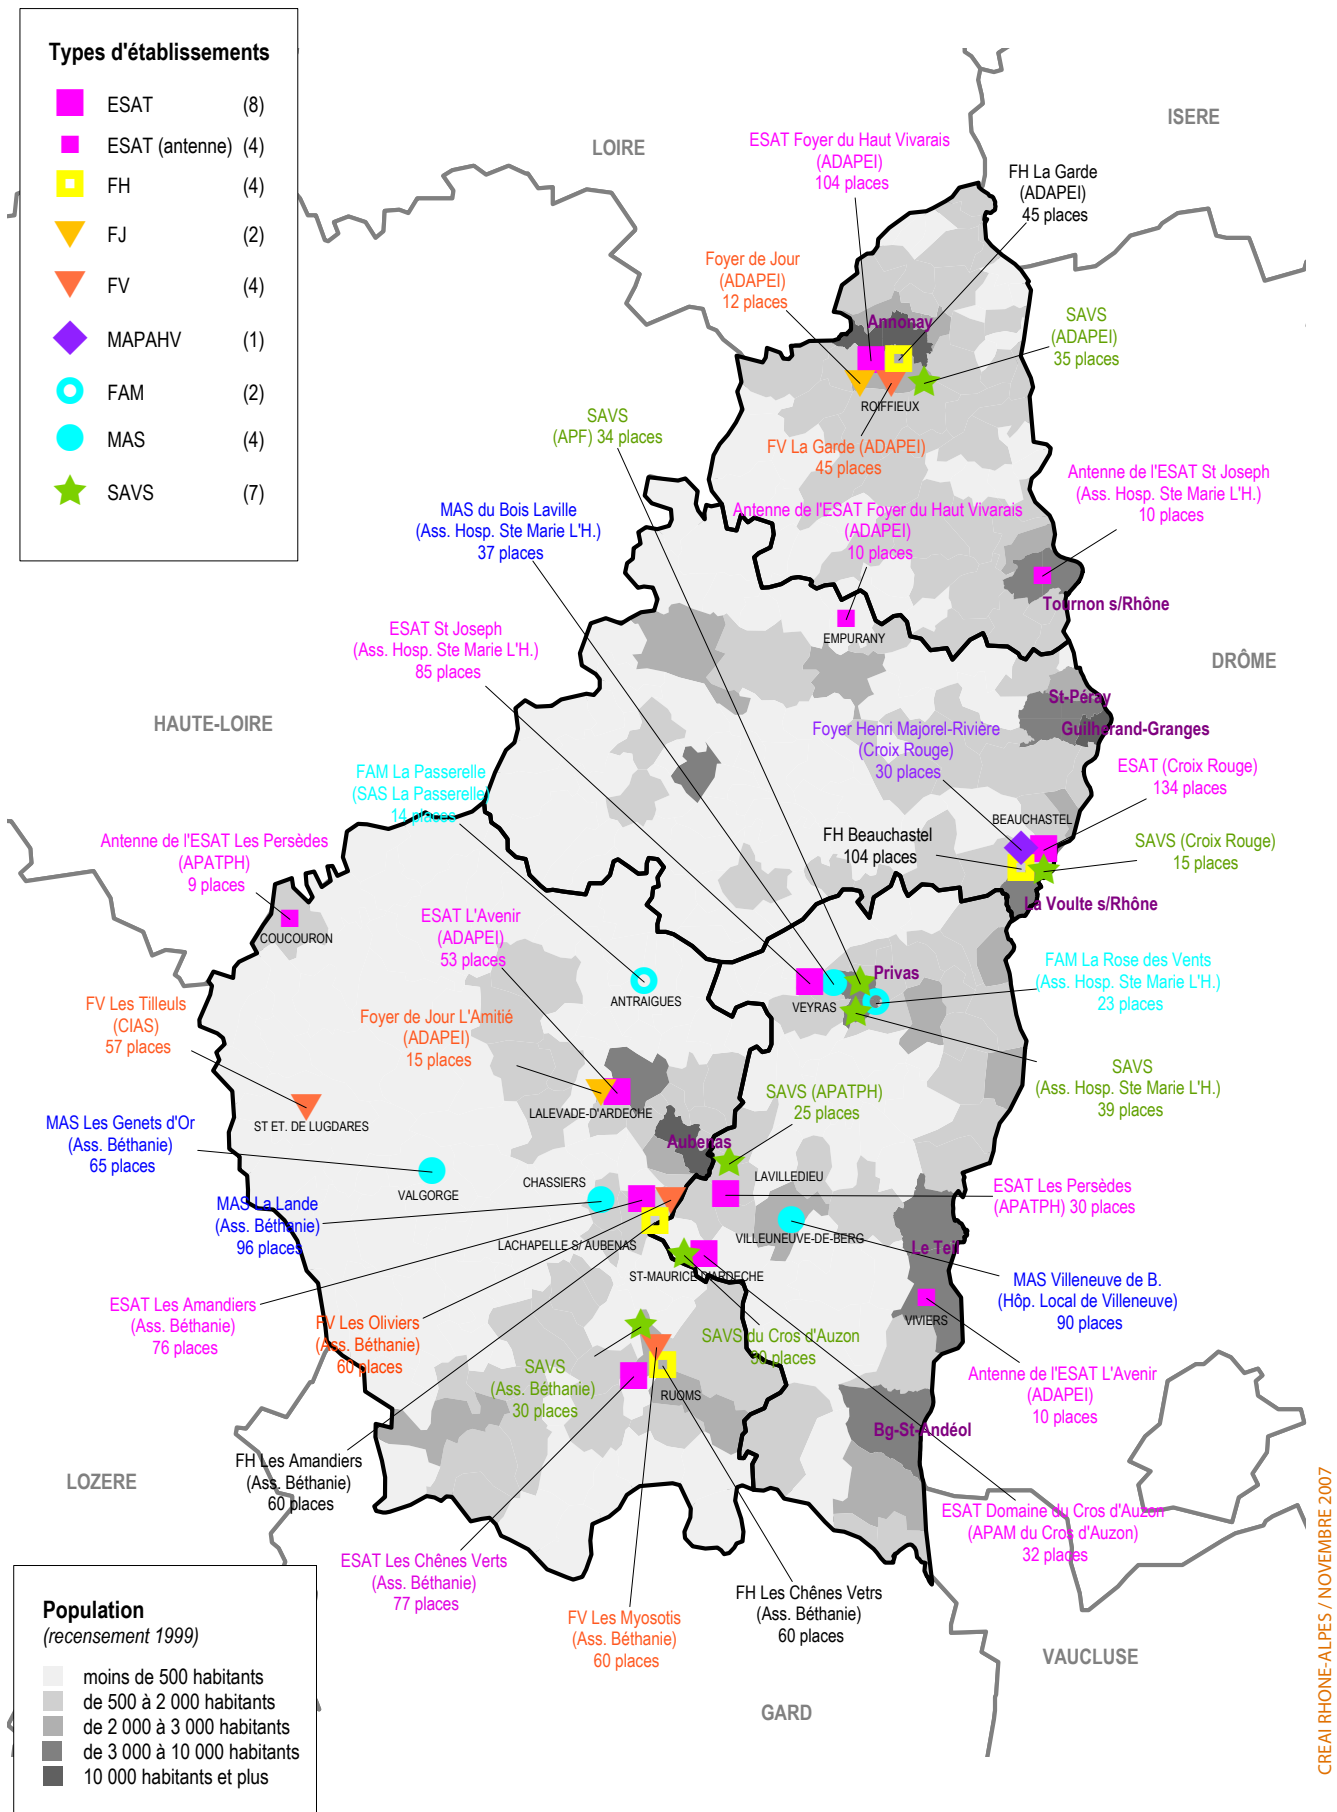 Types d'établissements
ESAT (8)
ESAT (antenne) (4)
FH (4)
FJ (2)
FV (4)
MAPAHV (1)
FAM (2)
MAS (4)
SAVS (7)
ISERE
LOIRE
ESAT Foyer du Haut Vivarais
(ADAPEI)
104 places
FH La Garde
(ADAPEI)
45 places
Foyer de Jour
(ADAPEI)
12 places
Annonay
SAVS
(ADAPEI)
35 places
ROIFFIEUX
SAVS
(APF) 34 places
FV La Garde (ADAPEI)
45 places
Antenne de l'ESAT St Joseph
(Ass. Hosp. Ste Marie L'H.)
10 places
MAS du Bois Laville
(Ass. Hosp. Ste Marie L'H.)
37 places
Antenne de l'ESAT Foyer du Haut Vivarais
(ADAPEI)
10 places
Tournon s/Rhône
EMPURANY
ESAT St Joseph
(Ass. Hosp. Ste Marie L'H.)
85 places
DRÔME
St-Péray
Guilherand-Granges
HAUTE-LOIRE
Foyer Henri Majorel-Rivière
(Croix Rouge)
30 places
ESAT (Croix Rouge)
134 places
FAM La Passerelle
(SAS La Passerelle)
14 places
BEAUCHASTEL
FH Beauchastel
104 places
SAVS (Croix Rouge)
15 places
Antenne de l'ESAT Les Persèdes
(APATPH)
9 places
La Voulte s/Rhône
COUCOURON
ESAT L'Avenir
(ADAPEI)
53 places
ANTRAIGUES
Privas
VEYRAS
FAM La Rose des Vents
(Ass. Hosp. Ste Marie L'H.)
23 places
FV Les Tilleuls
(CIAS)
57 places
Foyer de Jour L'Amitié
(ADAPEI)
15 places
SAVS
(Ass. Hosp. Ste Marie L'H.)
39 places
SAVS (APATPH)
25 places
LALEVADE-D'ARDECHE
ST ET. DE LUGDARES
MAS Les Genets d'Or
(Ass. Béthanie)
65 places
Aubenas
LAVILLEDIEU
CHASSIERS
VALGORGE
ESAT Les Persèdes
(APATPH) 30 places
MAS La Lande
(Ass. Béthanie)
96 places
LACHAPELLE S/ AUBENAS
VILLEUNEUVE-DE-BERG
Le Teil
ST-MAURICE D'ARDECHE
MAS Villeneuve de B.
(Hôp. Local de Villeneuve)
90 places
ESAT Les Amandiers
(Ass. Béthanie)
76 places
FV Les Oliviers
(Ass. Béthanie)
60 places
VIVIERS
SAVS du Cros d'Auzon
30 places
SAVS
(Ass. Béthanie)
30 places
RUOMS
Antenne de l'ESAT L'Avenir
(ADAPEI)
10 places
Bg-St-Andéol
FH Les Amandiers
(Ass. Béthanie)
60 places
LOZERE
ESAT Domaine du Cros d'Auzon
(APAM du Cros d'Auzon)
32 places
ESAT Les Chênes Verts
(Ass. Béthanie)
77 places
FH Les Chênes Vetrs
(Ass. Béthanie)
60 places
FV Les Myosotis
(Ass. Béthanie)
60 places
VAUCLUSE
GARD
Population
(recensement 1999)
moins de 500 habitants
de 500 à 2 000 habitants
de 2 000 à 3 000 habitants
de 3 000 à 10 000 habitants
10 000 habitants et plus
CREAI RHONE-ALPES / NOVEMBRE 2007